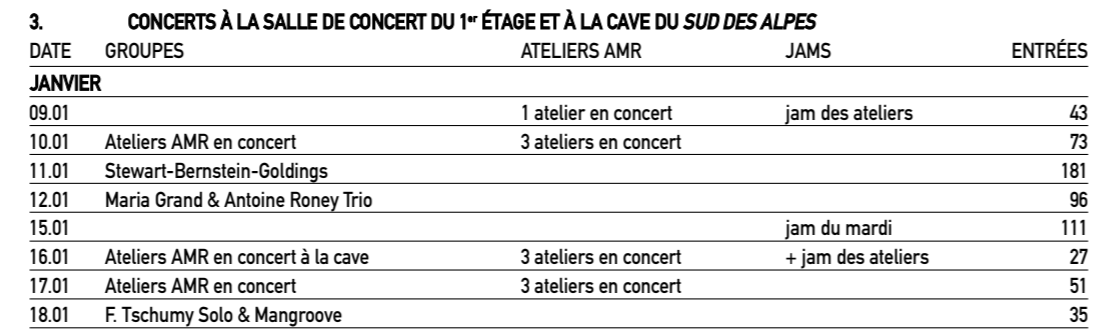 3. CONCERTS À LA SALLE DE CONCERT DU 1er ÉTAGE ET À LA CAVE DU SUD DES ALPES
DATE GROUPES ATELIERS AMR JAMS ENTRÉES
JANVIER
09.01 1 atelier en concert jam des ateliers 43
10.01 Ateliers AMR en concert 3 ateliers en concert 73
11.01 Stewart-Bernstein-Goldings 181
12.01 Maria Grand & Antoine Roney Trio 96
15.01 jam du mardi 111
16.01 Ateliers AMR en concert à la cave 3 ateliers en concert + jam des ateliers 27
17.01 Ateliers AMR en concert 3 ateliers en concert 51
18.01 F. Tschumy Solo & Mangroove 35